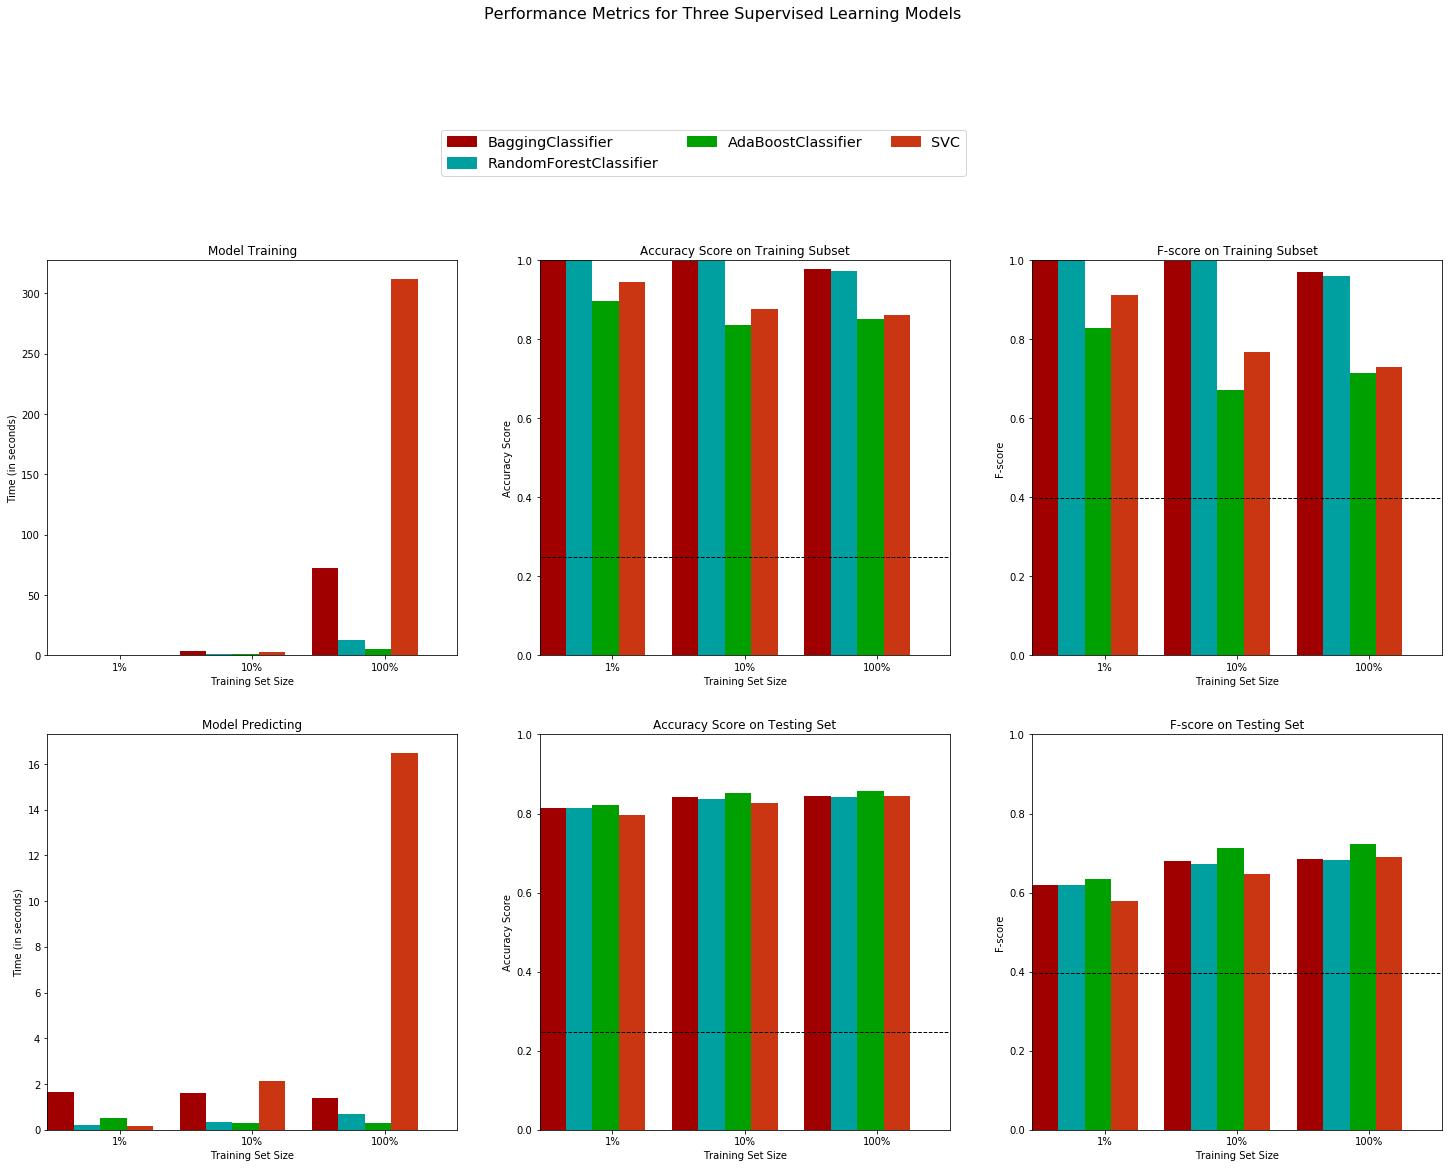 Performance Metrics for Three Supervised Learning Models
BaggingClassifier AdaBoostClassifier SVC
RandomForestClassifier
Model Training
300
250
200
150
100
50
0
Time (in seconds)
1% 10% 100%
Training Set Size
Accuracy Score on Training Subset
1.0
0.8
0.6
0.4
0.2
0.0
Accuracy Score
1% 10% 100%
Training Set Size
F-score on Training Subset
1.0
0.8
0.6
0.4
0.2
0.0
F-score
1% 10% 100%
Training Set Size
Model Predicting
16
14
12
10
8
6
4
2
0
Time (in seconds)
1% 10% 100%
Training Set Size
Accuracy Score on Testing Set
1.0
0.8
0.6
0.4
0.2
0.0
Accuracy Score
1% 10% 100%
Training Set Size
F-score on Testing Set
1.0
0.8
0.6
0.4
0.2
0.0
F-score
1% 10% 100%
Training Set Size